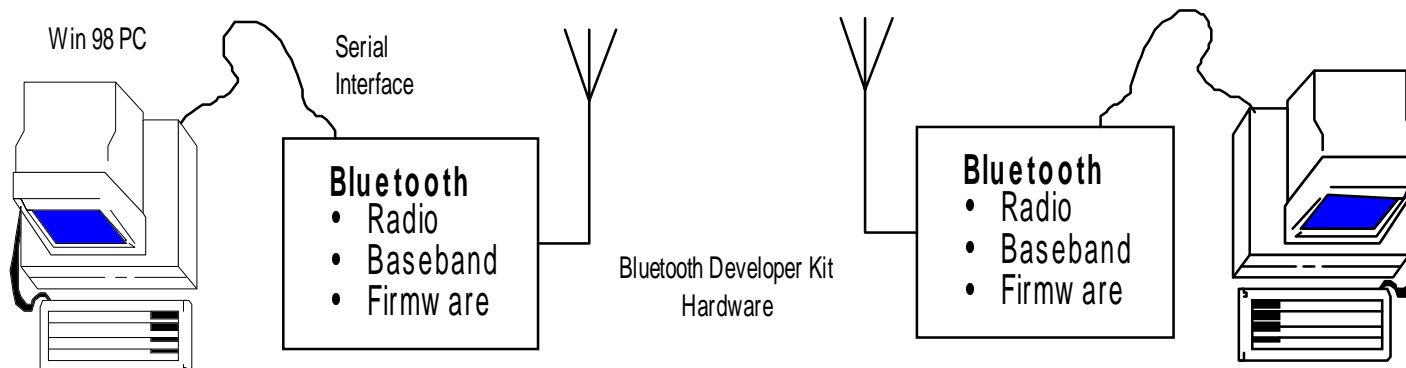 Win 98 PC
Serial
Interface
Bluetooth
• Radio
• Baseband
• Firmw are
Bluetooth Developer Kit
Hardware
Bluetooth
• Radio
• Baseband
• Firmw are